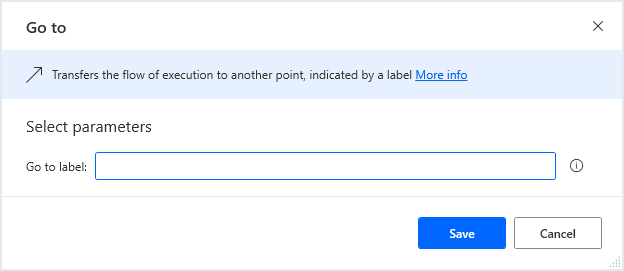 Go to
Transfers the flow of execution to another point, indicated by a label More info
Select parameters
Go to label:
Save Cancel